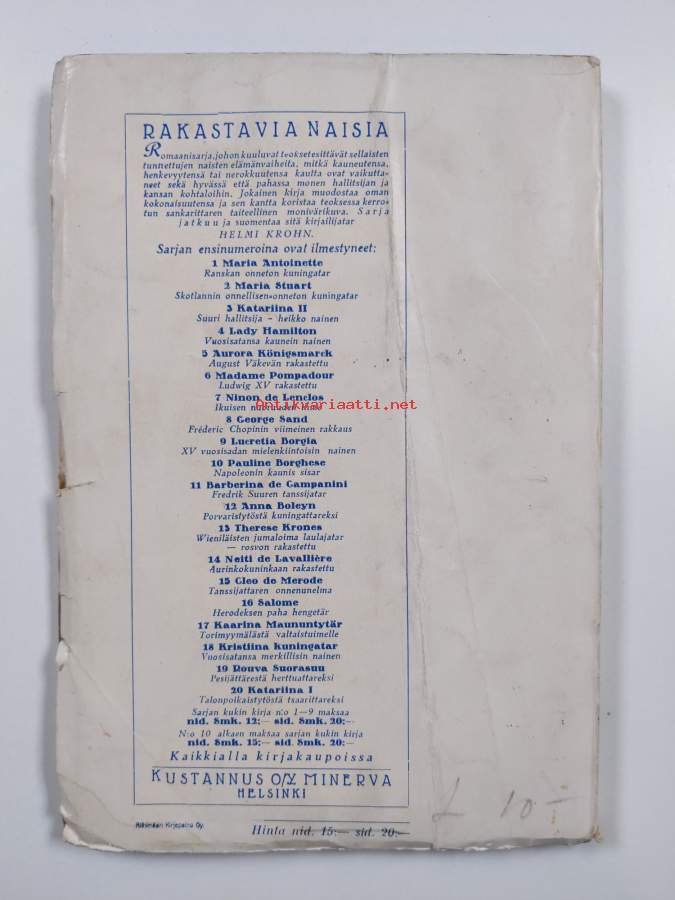 RAKASTAVIA NAISIA
Romaanisarja, johon kuuluvat teokset esittävät sellaisten
tunnettujen naisten elämänvaiheita, mitkä kauneutensa,
henkevyytensä tai nerokkuutensa kautta ovat vaikutta-
neet sekä hyvässä että pahassa monen hallitsijan ja
kansan kohtaloihin. Jokainen kirja muodostaa oman
kokonaisuutensa ja sen kantta koristaa teoksessa kerro-
tun sankarittaren taiteellinen monivärikuva. Sarja
jatkuu ja suomentaa sitä kirjailijatar
HELMI KROHN.
Sarjan ensinumeroina ovat ilmestyneet:
1 Maria Antoinette
Ranskan onneton kuningatar
2 Maria Stuart
Skotlannin onnellisen-onneton kuningatar
3 Katariina II
Suuri hallitsija - heikko nainen
4 Lady Hamilton
Vuosisatansa kaunein nainen
5 Aurora Königsmarck
August Väkevän rakastettu
6 Madame Pompadour
Ludwig XV rakastettu
7 Ninon de Lenclos
Ikuisen
Antikvariaatti.net
8 George Sand
Fréderic Chopinin viimeinen rakkaus
9 Lucretia Borgia
XV vuosisadan mielenkiintoisin nainen
10 Pauline Borghese
Napoleonin kaunis sisar
11 Barberina de Campanini
Fredrik Suuren tanssijatar
12 Anna Boleyn
Porvaristytöstä kuningattareksi
13 Therese Krones
Wieniläisten jumaloima laulajatar
— rosvon rakastettu
14 Neiti de Lavallière
Aurinkokuninkaan rakastettu
15 Cleo de Merode
Tanssijattaren onnenunelma
16 Salome
Herodeksen paha hengetär
17 Kaarina Maununtytär
Torimyymälästä valtaistuimelle
18 Kristiina kuningatar
Vuosisatansa merkillisin nainen
19 Rouva Suorasuu
Pesijättärestä herttuattareksi
20 Katariina I
Talonpoikaistytöstä tsaarittareksi
Sarjan kukin kirja n:o 1—9 maksaa
nid. Smk. 12:— sid. Smk. 20:—
N:o 10 alkaen maksaa sarjan kukin kirja
nid. Smk. 15:— sid. Smk. 20:—
Kaikkialla kirjakaupoissa
KUSTANNUS O/Y. MINERVA
HELSINKI
Riihimäen Kirjapaino Oy.
Hinta nid. 15:— sid. 20:—
10-